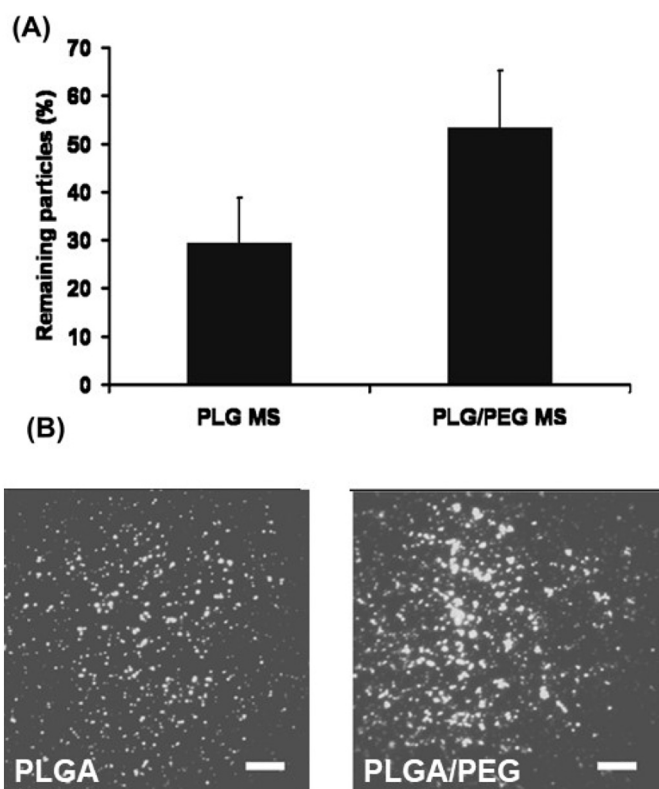 (A)
70
60
50
40
30
20
10
0
Remaining particles (%)
PLG MS
PLG/PEG MS
(B)
PLGA
PLGA/PEG